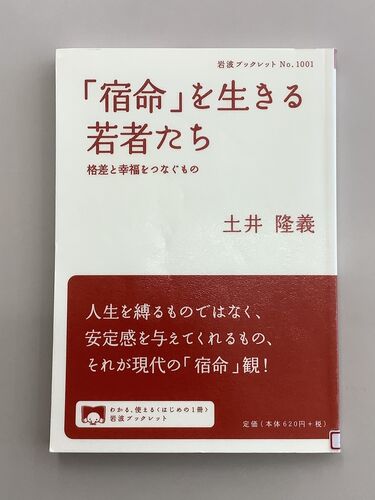 岩波ブックレット No.1001
「宿命」を生きる
若者たち
格差と幸福をつなぐもの
土井 隆義
人生を縛るものではなく、
安定感を与えてくれるもの、
それが現代の「宿命」観!
わかる、使える〈はじめの1冊〉
岩波ブックレット
定価(本体620円+税)